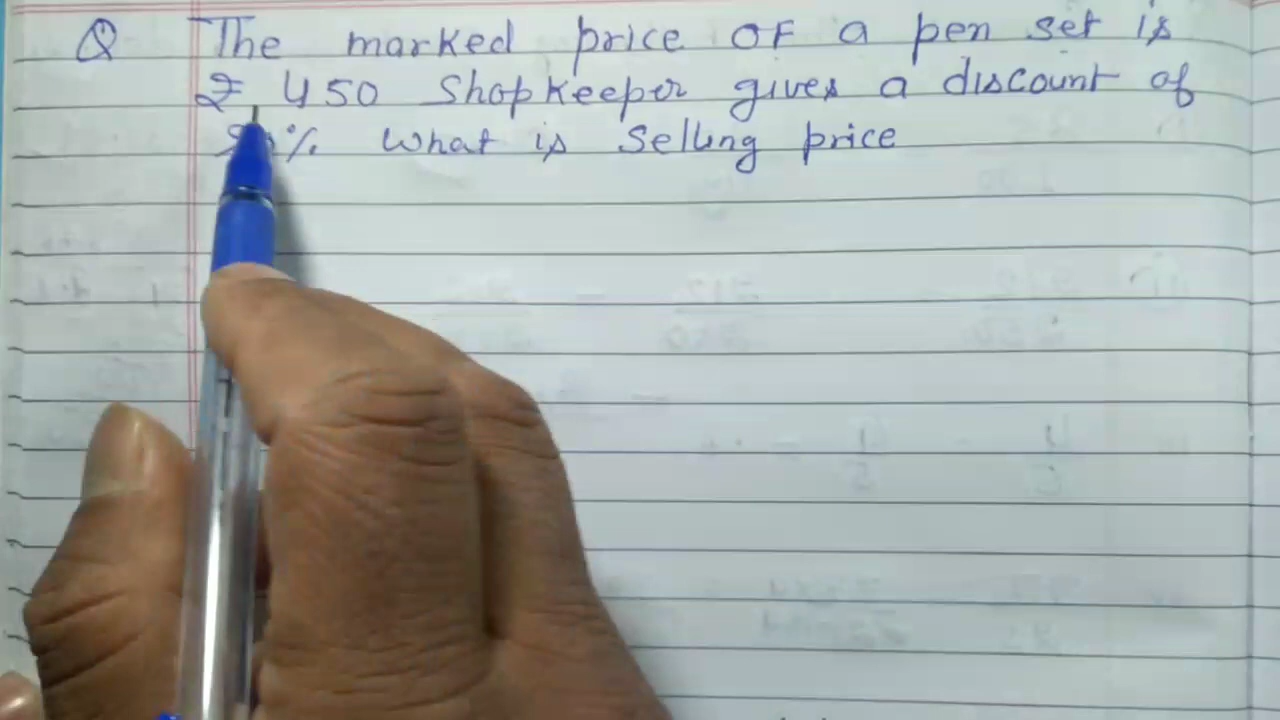 Q The marked price OF a pen set is
₹ 450 Shopkeeper gives a discount of
% What is Selling price